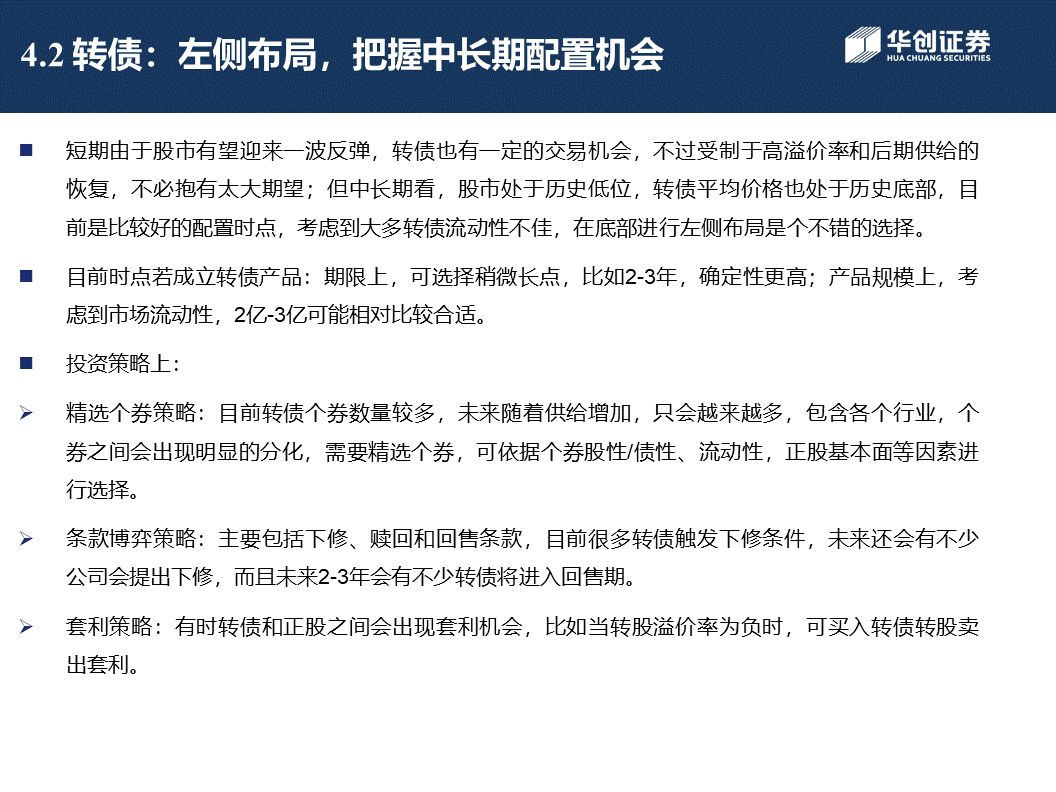 4.2 转债：左侧布局，把握中长期配置机会
华创证券
HUA CHUANG SECURITIES
短期由于股市有望迎来一波反弹，转债也有一定的交易机会，不过受制于高溢价率和后期供给的
恢复，不必抱有太大期望；但中长期看，股市处于历史低位，转债平均价格也处于历史底部，目
前是比较好的配置时点，考虑到大多转债流动性不佳，在底部进行左侧布局是个不错的选择。
目前时点若成立转债产品：期限上，可选择稍微长点，比如2-3年，确定性更高；产品规模上，考
虑到市场流动性，2亿-3亿可能相对比较合适。
投资策略上：
精选个券策略：目前转债个券数量较多，未来随着供给增加，只会越来越多，包含各个行业，个
券之间会出现明显的分化，需要精选个券，可依据个券股性/债性、流动性，正股基本面等因素进
行选择。
条款博弈策略：主要包括下修、赎回和回售条款，目前很多转债触发下修条件，未来还会有不少
公司会提出下修，而且未来2-3年会有不少转债将进入回售期。
套利策略：有时转债和正股之间会出现套利机会，比如当转股溢价率为负时，可买入转债转股卖
出套利。